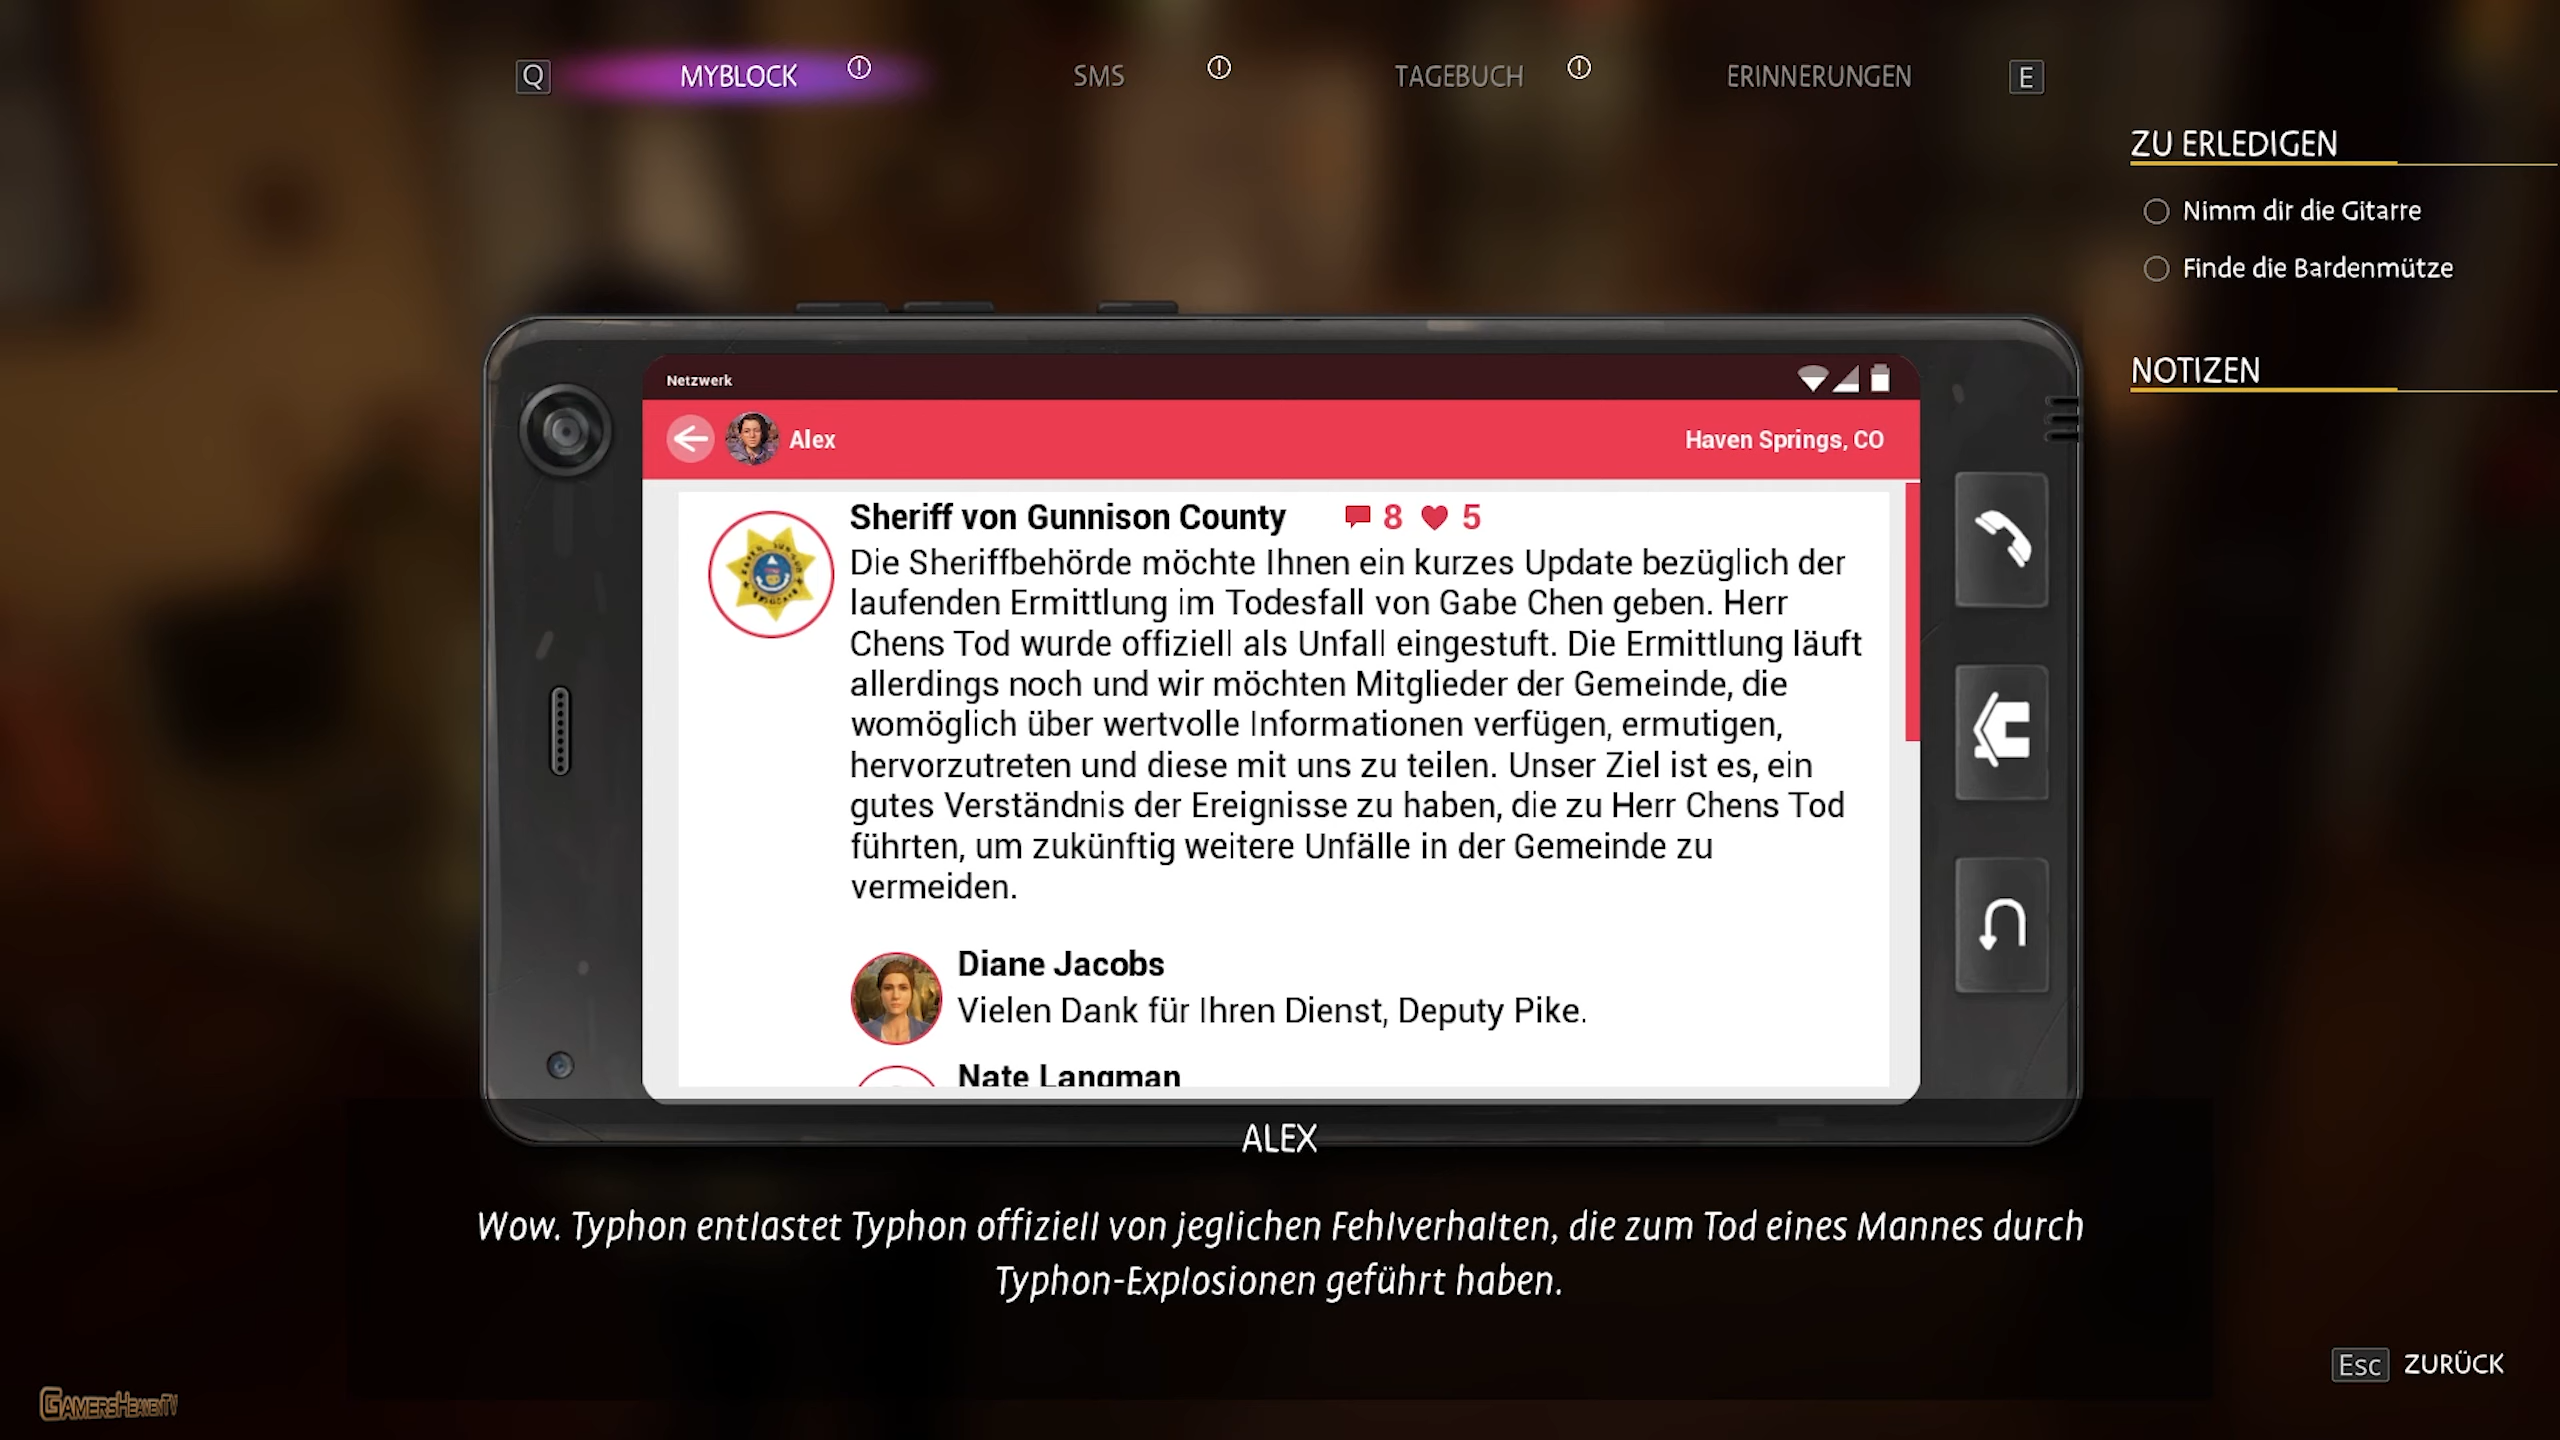 Q
MYBLOCK
SMS
TAGEBUCH
ERINNERUNGEN
E
ZU ERLEDIGEN
Nimm dir die Gitarre
Finde die Bardenmütze
NOTIZEN
Netzwerk
Alex
Haven Springs, CO
Sheriff von Gunnison County 8 5
Die Sheriffbehörde möchte Ihnen ein kurzes Update bezüglich der
laufenden Ermittlung im Todesfall von Gabe Chen geben. Herr
Chens Tod wurde offiziell als Unfall eingestuft. Die Ermittlung läuft
allerdings noch und wir möchten Mitglieder der Gemeinde, die
womöglich über wertvolle Informationen verfügen, ermutigen,
hervorzutreten und diese mit uns zu teilen. Unser Ziel ist es, ein
gutes Verständnis der Ereignisse zu haben, die zu Herr Chens Tod
führten, um zukünftig weitere Unfälle in der Gemeinde zu
vermeiden.
Diane Jacobs
Vielen Dank für Ihren Dienst, Deputy Pike.
Nate Langman
ALEX
Wow. Typhon entlastet Typhon offiziell von jeglichen Fehlverhalten, die zum Tod eines Mannes durch
Typhon-Explosionen geführt haben.
Esc ZURÜCK
GAMERSHEAVENTV